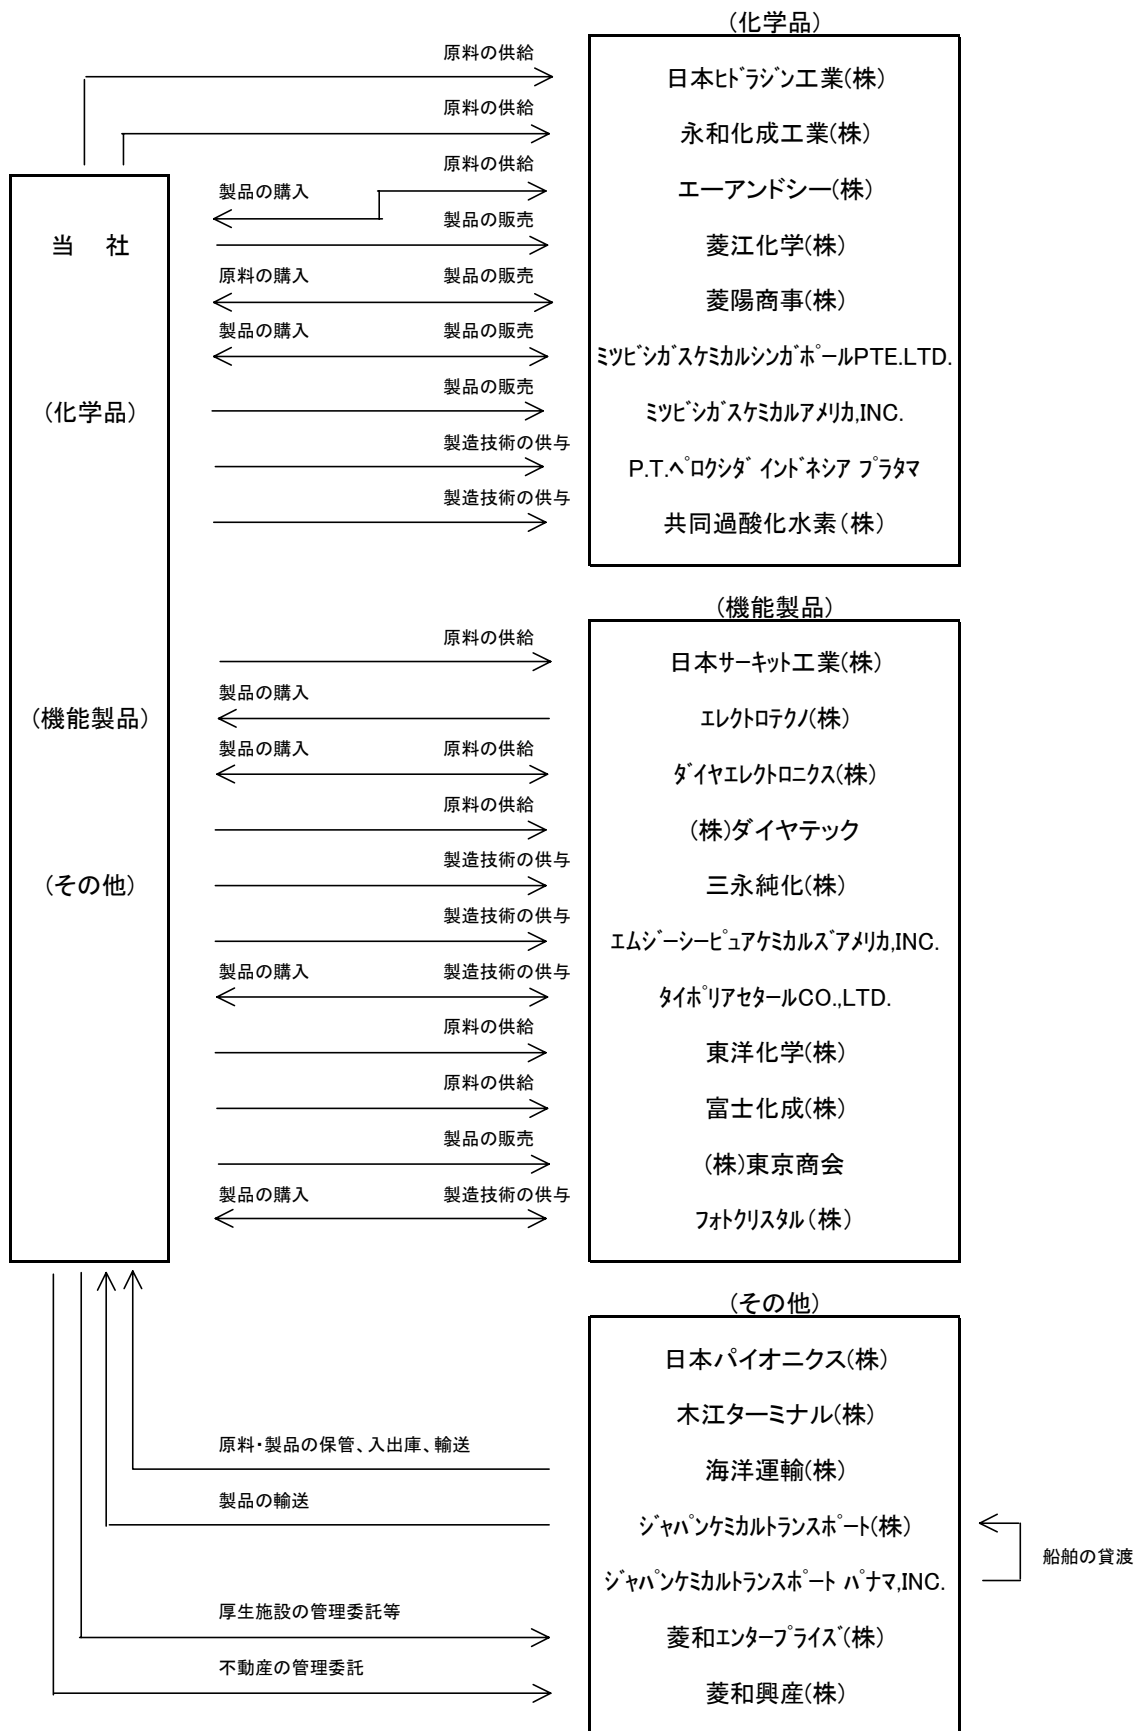 (化学品)
原料の供給
日本ﾋﾄﾞﾗｼﾞﾝ工業(株)
原料の供給
永和化成工業(株)
原料の供給
製品の購入
エーアンドシー(株)
製品の販売
当 社
菱江化学(株)
原料の購入 製品の販売
菱陽商事(株)
製品の購入 製品の販売
ﾐﾂﾋﾞｼｶﾞｽｹﾐｶﾙｼﾝｶﾞﾎﾟｰﾙPTE.LTD.
製品の販売
(化学品)
ﾐﾂﾋﾞｼｶﾞｽｹﾐｶﾙｱﾒﾘｶ,INC.
製造技術の供与
P.T.ﾍﾟﾛｸｼﾀﾞ ｲﾝﾄﾞﾈｼｱ ﾌﾟﾗﾀﾏ
製造技術の供与
共同過酸化水素(株)
(機能製品)
原料の供給
日本ｻｰｷｯﾄ工業(株)
製品の購入
(機能製品)
ｴﾚｸﾄﾛﾃｸﾉ(株)
製品の購入 原料の供給
ﾀﾞｲﾔｴﾚｸﾄﾛﾆｸｽ(株)
原料の供給
(株)ダイヤテック
製造技術の供与
(その他)
三永純化(株)
製造技術の供与
ｴﾑｼﾞｰｼｰﾋﾟｭｱｹﾐｶﾙｽﾞｱﾒﾘｶ,INC.
製品の購入 製造技術の供与
ﾀｲﾎﾟﾘｱｾﾀｰﾙCO.,LTD.
原料の供給
東洋化学(株)
原料の供給
富士化成(株)
製品の販売
(株)東京商会
製品の購入 製造技術の供与
ﾌｫﾄｸﾘｽﾀﾙ(株)
(その他)
日本パイオニクス(株)
木江ターミナル(株)
原料・製品の保管、入出庫、輸送
海洋運輸(株)
製品の輸送
ｼﾞｬﾊﾟﾝｹﾐｶﾙﾄﾗﾝｽﾎﾟｰﾄ(株)
船舶の貸渡
ｼﾞｬﾊﾟﾝｹﾐｶﾙﾄﾗﾝｽﾎﾟｰﾄ ﾊﾟﾅﾏ,INC.
厚生施設の管理委託等
菱和ｴﾝﾀｰﾌﾟﾗｲｽﾞ(株)
不動産の管理委託
菱和興産(株)